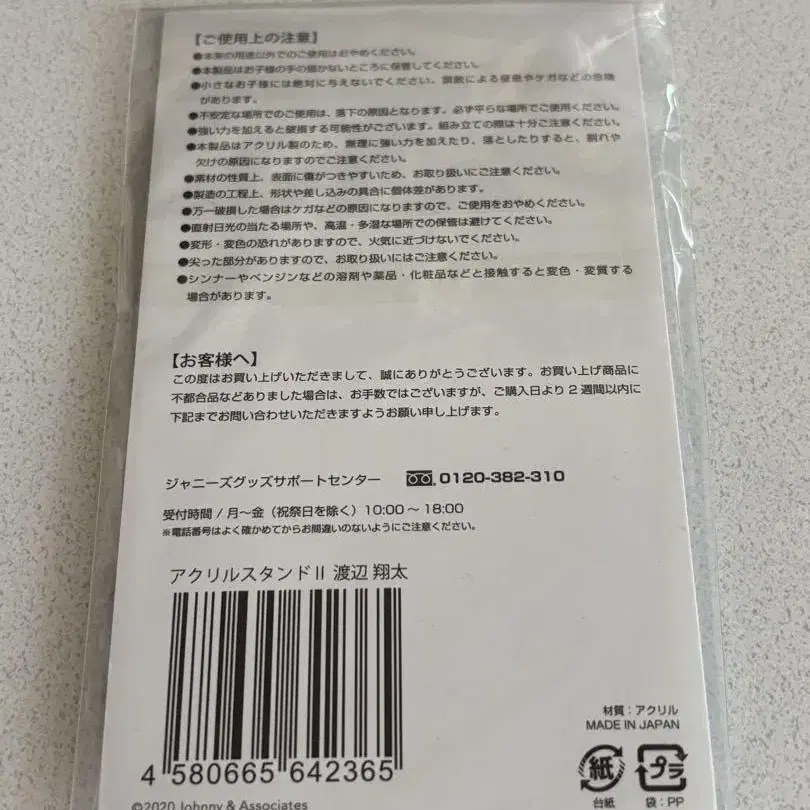 【ご使用上の注意】
●本来の用途以外でのご使用はおやめください。
●本製品はお子様の手の届かないところに保管してください。
●小さなお子様には絶対に与えないでください。誤飲による窒息やケガなどの危険
があります。
●不安定な場所でのご使用は、落下の原因となります。必ず平らな場所でご使用ください。
●強い力を加えると破損する可能性がございます。組み立ての際は十分ご注意ください。
●本製品はアクリル製のため、無理に強い力を加えたり、落としたりすると、割れや
欠けの原因になりますのでご注意ください。
●素材の性質上、表面に傷がつきやすいため、お取り扱いにご注意ください。
●製造の工程上、形状や差し込みの具合に個体差があります。
●万一破損した場合はケガなどの原因になりますので、ご使用をおやめください。
●直射日光の当たる場所や、高温・多湿な場所での保管は避けてください。
●変形・変色の恐れがありますので、火気に近づけないでください。
●尖った部分がありますので、お取り扱いにはご注意ください。
●シンナーやベンジンなどの溶剤や薬品・化粧品などと接触すると変色・変質する
場合があります。
【お客様へ】
この度はお買い上げいただきまして、誠にありがとうございます。お買い上げ商品に
不都合品などありました場合は、お手数ではございますが、ご購入日より2週間以内に
下記までお問い合わせいただきますようお願い申し上げます。
ジャニーズグッズサポートセンター 0120-382-310
受付時間 / 月～金（祝祭日を除く）10:00～18:00
※電話番号はよく確かめてからお間違いのないようにご注意ください。
アクリルスタンドⅡ 渡辺 翔太
4 580665 642365
材質：アクリル
MADE IN JAPAN
紙 プラ
台紙 袋：PP
©2020 Johnny & Associates